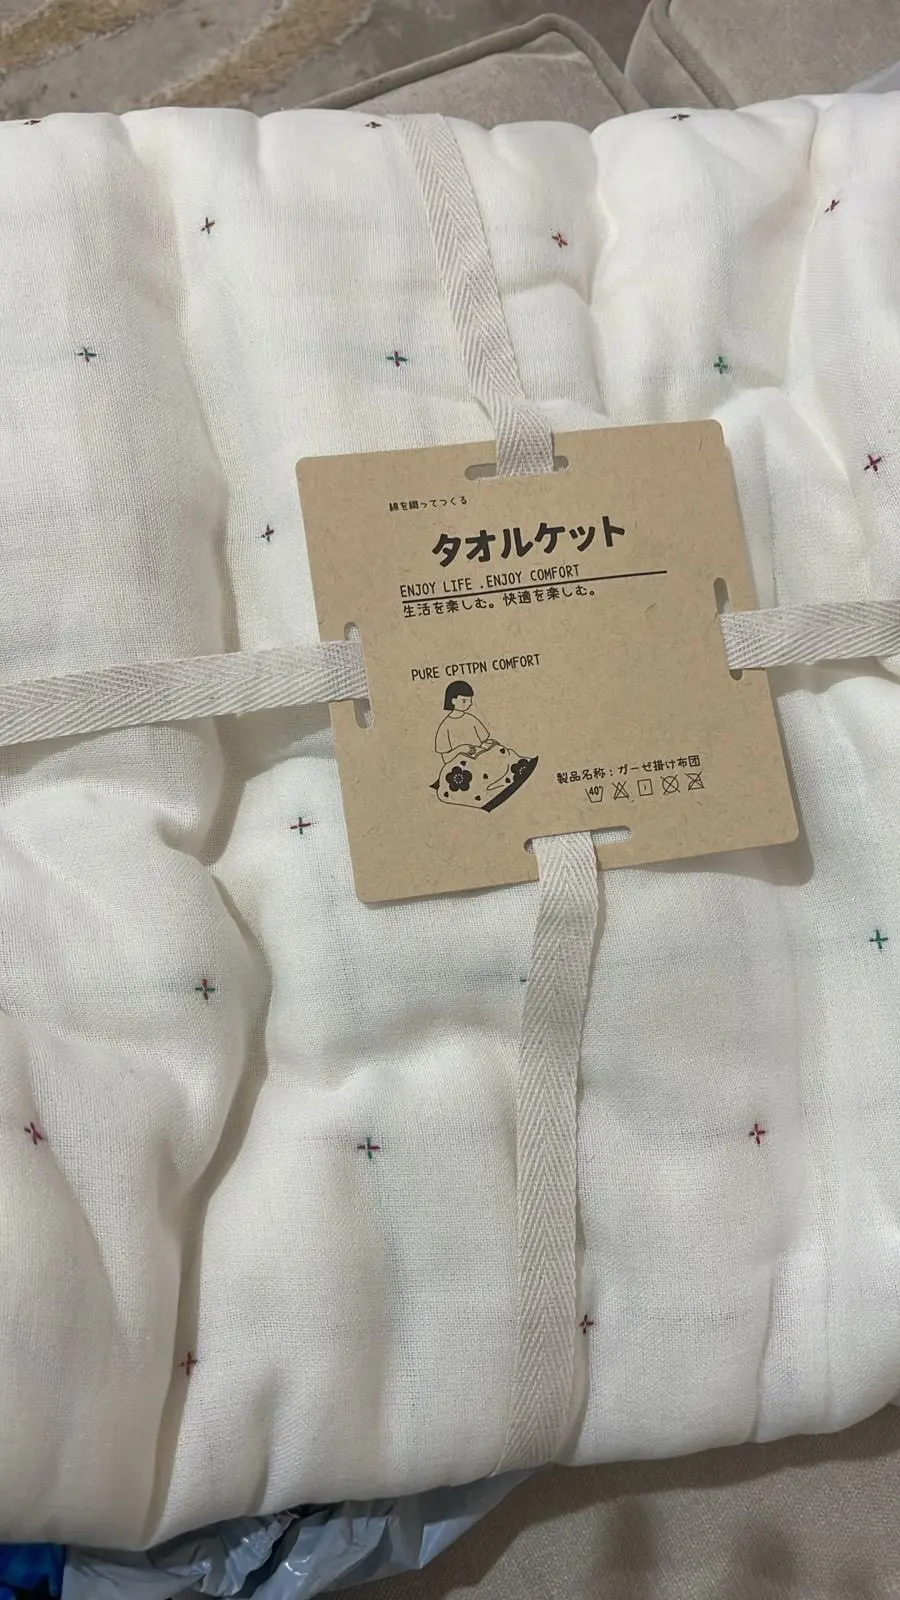 綿を織ってつくる
タオルケット
ENJOY LIFE .ENJOY COMFORT
生活を楽しむ。快適を楽しむ。
PURE CPTTPN COMFORT
製品名称：ガーゼ掛け布団
40°